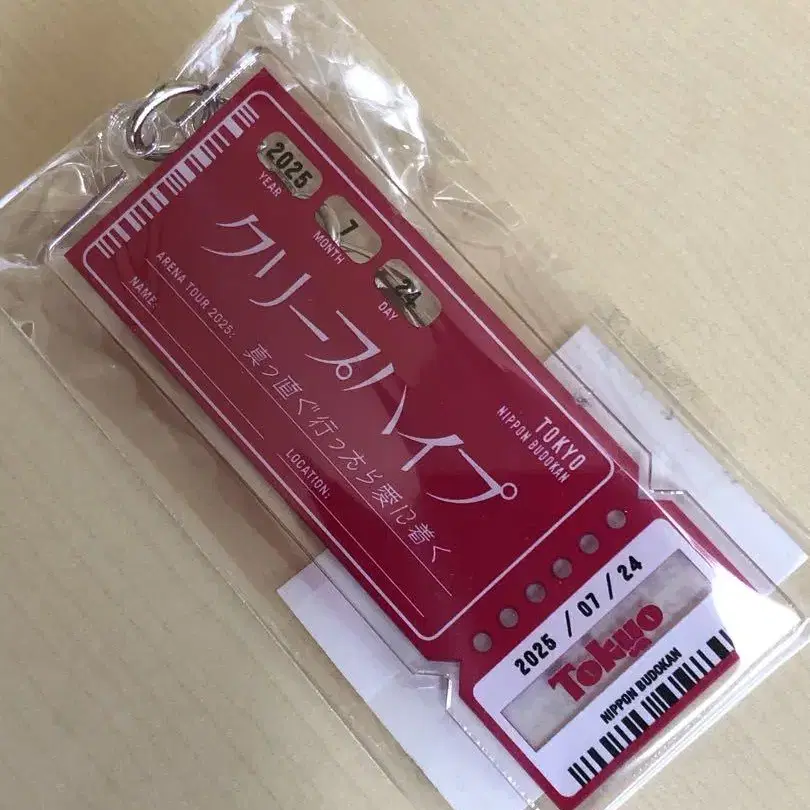 2025
YEAR
7
MONTH
24
DAY
クリープハイプ
ARENA TOUR 2025:
真っ直ぐ行ったら愛に着く
NAME:
LOCATION:
TOKYO
NIPPON BUDOKAN
2025 / 07 / 24
Tokyo
NIPPON BUDOKAN